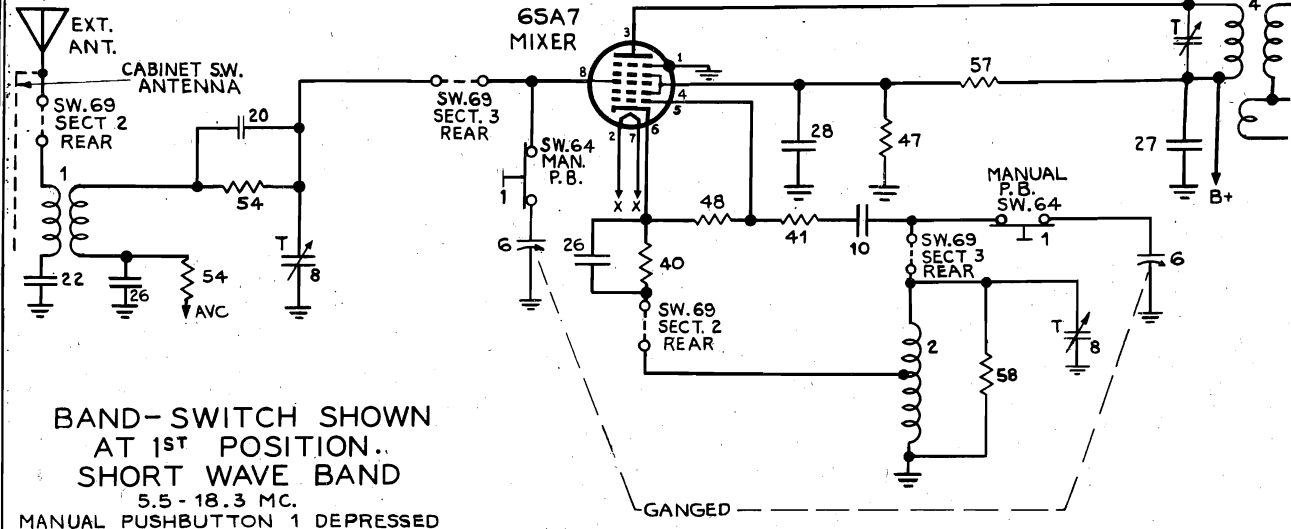 EXT.
ANT.
CABINET S.W.
ANTENNA
SW.69
SECT 2
REAR
1
20
54
22
26
54
AVC
T
8
SW.69
SECT. 3
REAR
6SA7
MIXER
3
1
8
4
5
2
7
6
X
X
SW.64
MAN.
P.B.
1
6
57
28
47
T
4
27
B+
48
41
10
26
40
MANUAL
P.B.
SW.64
1
6
SW.69
SECT 3
REAR
SW.69
SECT. 2
REAR
2
58
T
8
GANGED
BAND-SWITCH SHOWN
AT 1ST POSITION.
SHORT WAVE BAND
5.5-18.3 MC.
MANUAL PUSHBUTTON 1 DEPRESSED